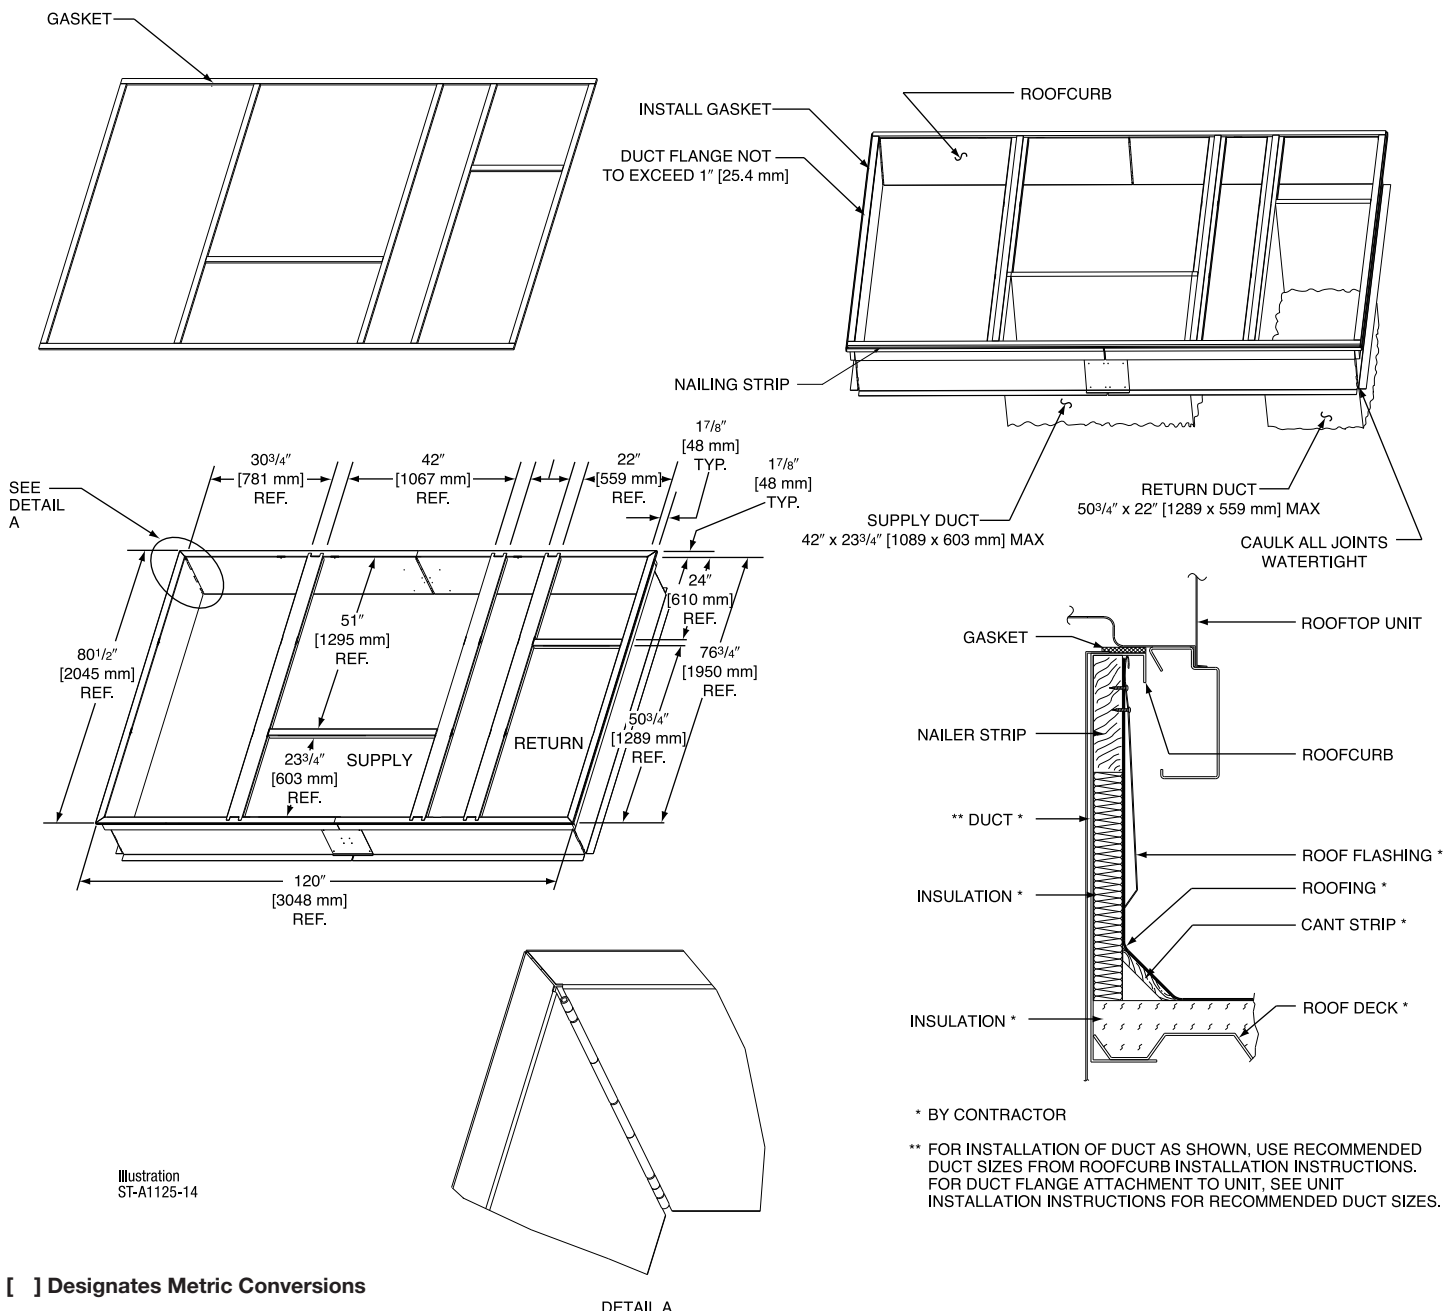 GASKET
ROOFCURB
INSTALL GASKET
DUCT FLANGE NOT
TO EXCEED 1″ [25.4 mm]
NAILING STRIP
SUPPLY DUCT
42″ x 233/4″ [1089 x 603 mm] MAX
RETURN DUCT
503/4″ x 22″ [1289 x 559 mm] MAX
CAULK ALL JOINTS
WATERTIGHT
SEE
DETAIL
A
303/4″
[781 mm]
REF.
42″
[1067 mm]
REF.
22″
[559 mm]
REF.
17/8″
[48 mm]
TYP.
17/8″
[48 mm]
TYP.
24″
[610 mm]
REF.
51″
[1295 mm]
REF.
801/2″
[2045 mm]
REF.
763/4″
[1950 mm]
REF.
503/4″
[1289 mm]
REF.
RETURN
SUPPLY
233/4″
[603 mm]
REF.
120″
[3048 mm]
REF.
GASKET
ROOFTOP UNIT
NAILER STRIP
ROOFCURB
** DUCT *
ROOF FLASHING *
INSULATION *
ROOFING *
CANT STRIP *
INSULATION *
ROOF DECK *
* BY CONTRACTOR
** FOR INSTALLATION OF DUCT AS SHOWN, USE RECOMMENDED
DUCT SIZES FROM ROOFCURB INSTALLATION INSTRUCTIONS.
FOR DUCT FLANGE ATTACHMENT TO UNIT, SEE UNIT
INSTALLATION INSTRUCTIONS FOR RECOMMENDED DUCT SIZES.
Illustration
ST-A1125-14
[ ] Designates Metric Conversions
DETAIL A